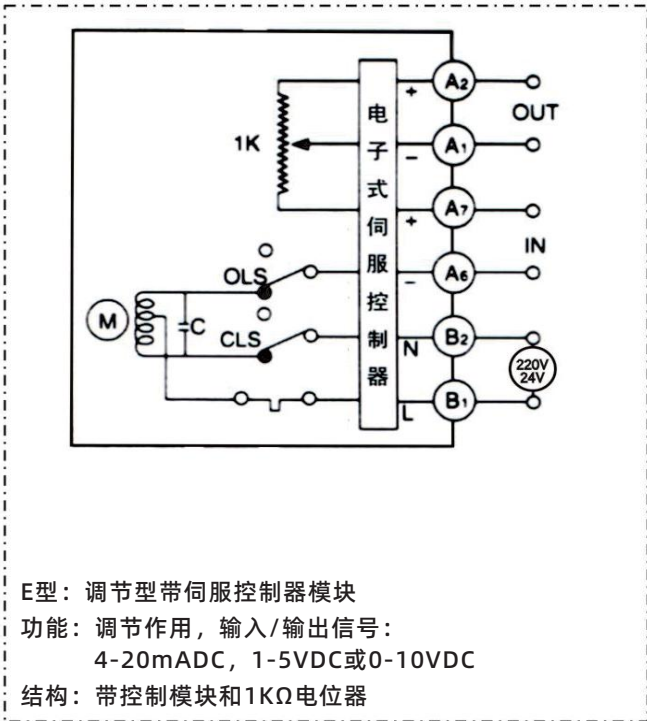 A₂
+
OUT
电子式伺服控制器
1K
A₁
−
A₇
+
IN
OLS
A₆
−
M
C
CLS
N
B₂
220V
24V
L
B₁
E型：调节型带伺服控制器模块
功能：调节作用，输入/输出信号：
4-20mADC，1-5VDC或0-10VDC
结构：带控制模块和1KΩ电位器